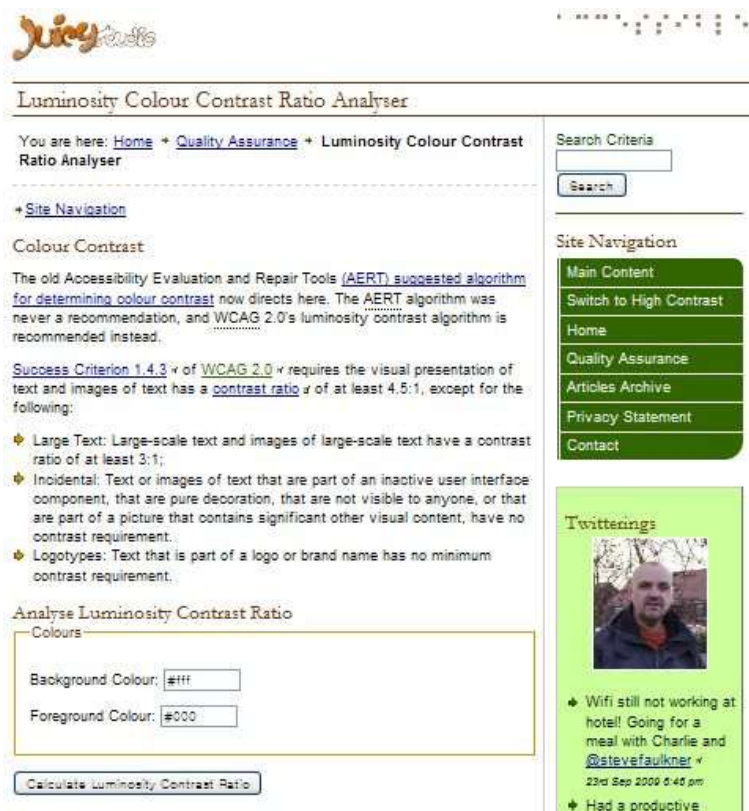 Juicy studio
Luminosity Colour Contrast Ratio Analyser
You are here: Home Quality Assurance Luminosity Colour Contrast
Ratio Analyser
Site Navigation
Colour Contrast
The old Accessibility Evaluation and Repair Tools (AERT) suggested algorithm
for determining colour contrast now directs here. The AERT algorithm was
never a recommendation, and WCAG 2.0's luminosity contrast algorithm is
recommended instead.
Success Criterion 1.4.3 of WCAG 2.0 requires the visual presentation of
text and images of text has a contrast ratio of at least 4.5:1, except for the
following:
Large Text: Large-scale text and images of large-scale text have a contrast
ratio of at least 3:1;
Incidental: Text or images of text that are part of an inactive user interface
component, that are pure decoration, that are not visible to anyone, or that
are part of a picture that contains significant other visual content, have no
contrast requirement.
Logotypes: Text that is part of a logo or brand name has no minimum
contrast requirement.
Analyse Luminosity Contrast Ratio
Colours
Background Colour: #fff
Foreground Colour: #000
Calculate Luminosity Contrast Ratio
Search Criteria
Search
Site Navigation
Main Content
Switch to High Contrast
Home
Quality Assurance
Articles Archive
Privacy Statement
Contact
Twitterings
Wifi still not working at
hotel! Going for a
meal with Charlie and
@stevefaulkner
23rd Sep 2009 6:46 pm
Had a productive